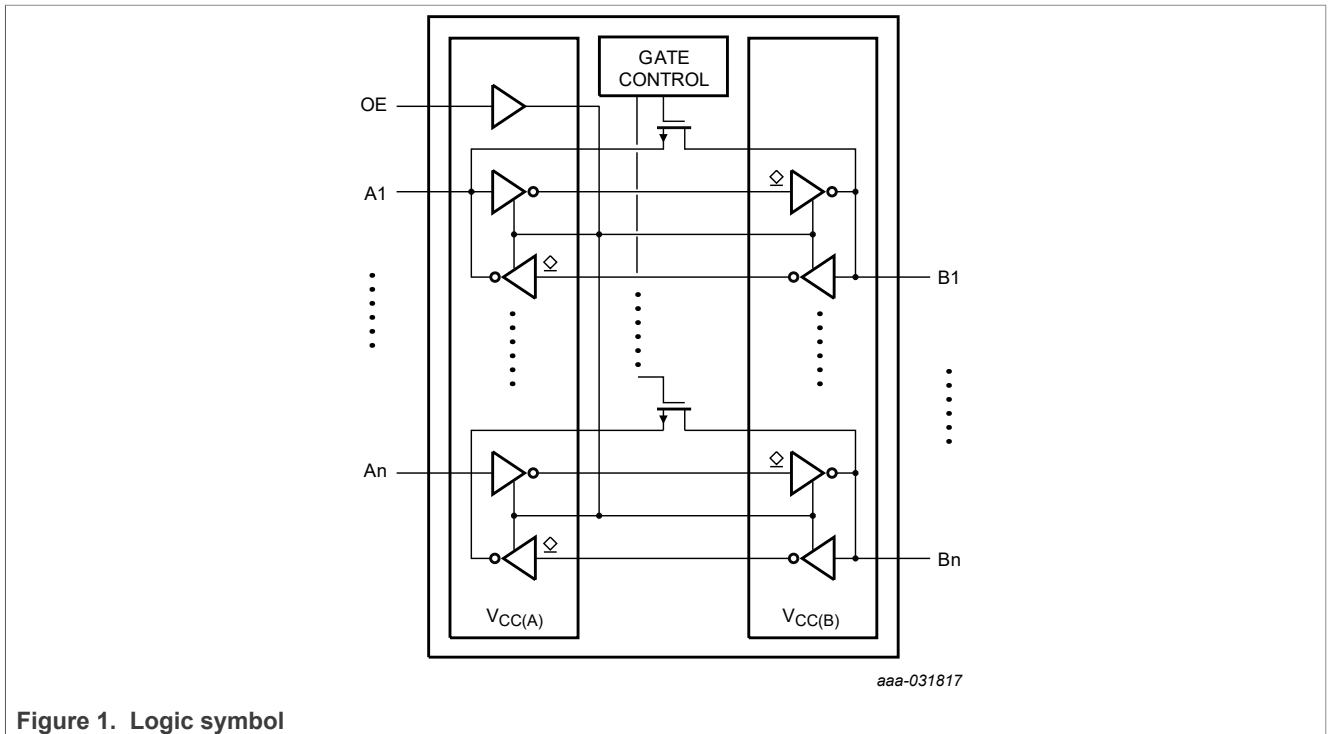 GATE
CONTROL
OE
A1
B1
An
Bn
VCC(A)
VCC(B)
aaa-031817
Figure 1. Logic symbol